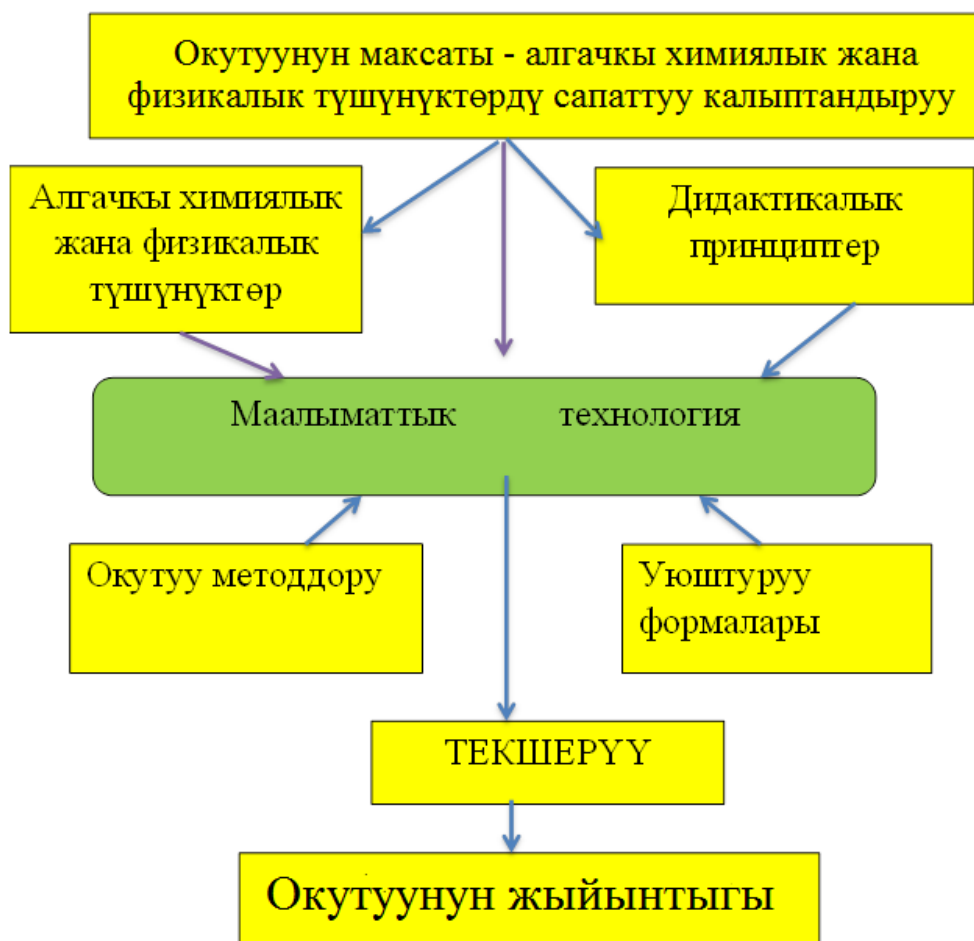 Окутуунун максаты - алгачкы химиялык жана
физикалык түшүнүктөрдү сапаттуу калыптандыруу
Алгачкы химиялык
жана физикалык
түшүнүктөр
Дидактикалык
принциптер
Маалыматтык технология
Окутуу методдору
Уюштуруу
формалары
ТЕКШЕРҮҮ
Окутуунун жыйынтыгы